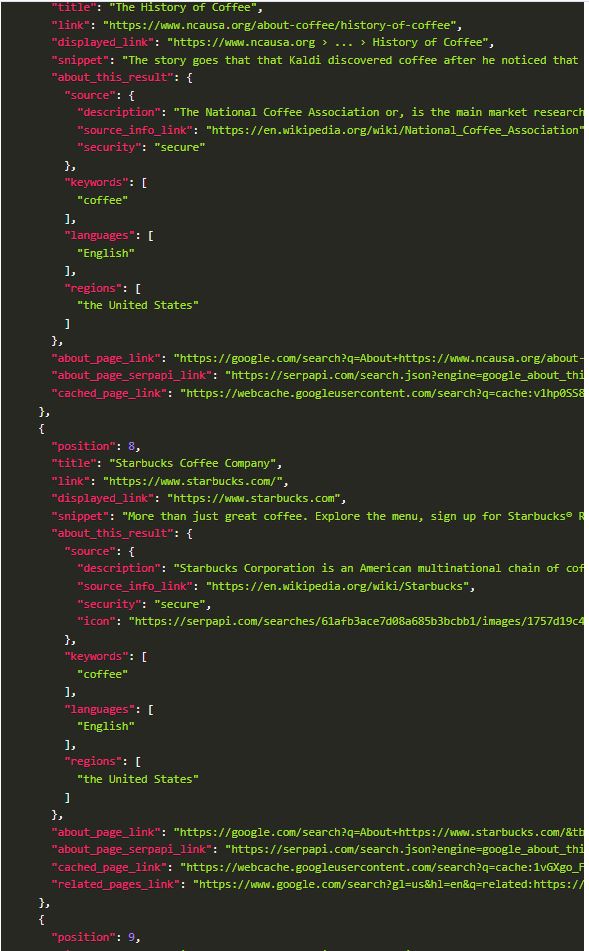 "title": "The History of Coffee",
"link": "https://www.ncausa.org/about-coffee/history-of-coffee",
"displayed_link": "https://www.ncausa.org › ... › History of Coffee",
"snippet": "The story goes that that Kaldi discovered coffee after he noticed that
"about_this_result": {
"source": {
"description": "The National Coffee Association or, is the main market research
"source_info_link": "https://en.wikipedia.org/wiki/National_Coffee_Association"
"security": "secure"
},
"keywords": [
"coffee"
],
"languages": [
"English"
],
"regions": [
"the United States"
]
},
"about_page_link": "https://google.com/search?q=About+https://www.ncausa.org/about-
"about_page_serpapi_link": "https://serpapi.com/search.json?engine=google_about_thi
"cached_page_link": "https://webcache.googleusercontent.com/search?q=cache:v1hp0SS8
},
{
"position": 8,
"title": "Starbucks Coffee Company",
"link": "https://www.starbucks.com/",
"displayed_link": "https://www.starbucks.com",
"snippet": "More than just great coffee. Explore the menu, sign up for Starbucks® R
"about_this_result": {
"source": {
"description": "Starbucks Corporation is an American multinational chain of cof
"source_info_link": "https://en.wikipedia.org/wiki/Starbucks",
"security": "secure",
"icon": "https://serpapi.com/searches/61afb3ace7d08a685b3bcbb1/images/1757d19c4
},
"keywords": [
"coffee"
],
"languages": [
"English"
],
"regions": [
"the United States"
]
},
"about_page_link": "https://google.com/search?q=About+https://www.starbucks.com/&tb
"about_page_serpapi_link": "https://serpapi.com/search.json?engine=google_about_thi
"cached_page_link": "https://webcache.googleusercontent.com/search?q=cache:1vGXgo_F
"related_pages_link": "https://www.google.com/search?gl=us&hl=en&q=related:https://
},
{
"position": 9,